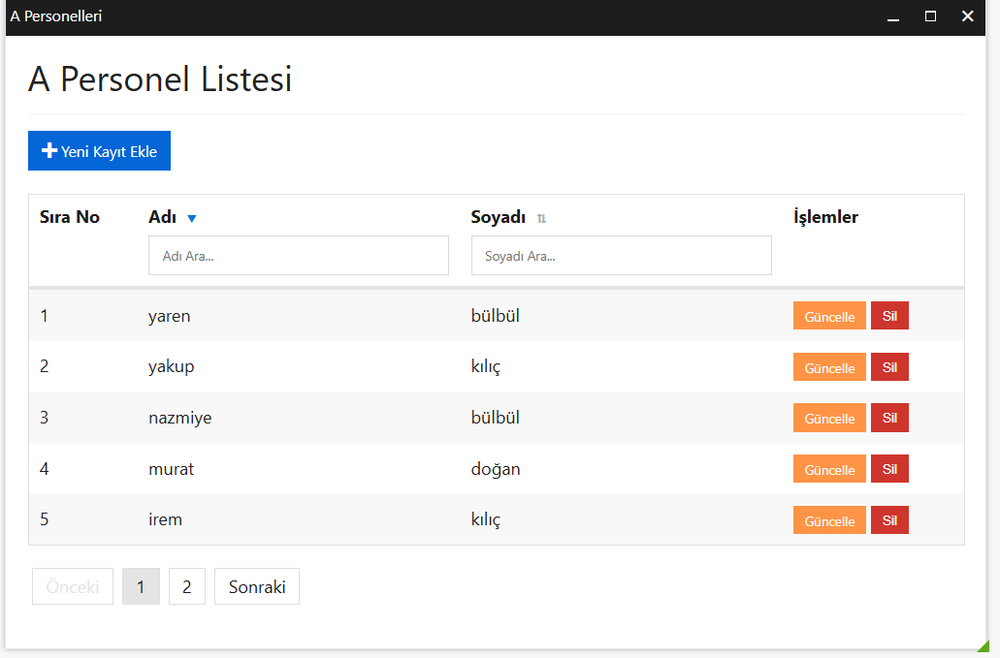 A Personelleri
A Personel Listesi
Yeni Kayıt Ekle
Sıra No Adı Soyadı İşlemler
Adı Ara... Soyadı Ara...
1 yaren bülbül Güncelle Sil
2 yakup kılıç Güncelle Sil
3 nazmiye bülbül Güncelle Sil
4 murat doğan Güncelle Sil
5 irem kılıç Güncelle Sil
Önceki 1 2 Sonraki